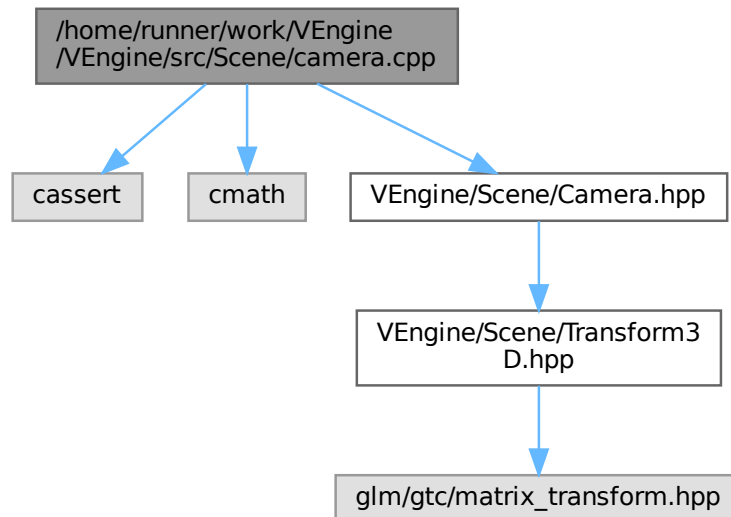 /home/runner/work/VEngine
/VEngine/src/Scene/camera.cpp
cassert
cmath
VEngine/Scene/Camera.hpp
VEngine/Scene/Transform3
D.hpp
glm/gtc/matrix_transform.hpp